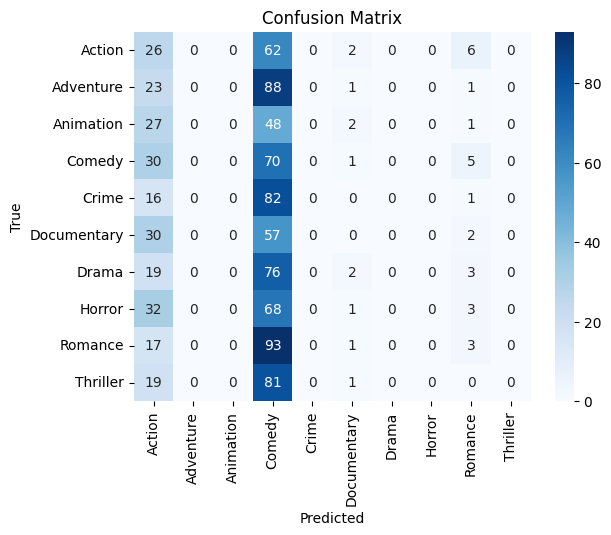 Confusion Matrix
Action 26 0 0 62 0 2 0 0 6 0
Adventure 23 0 0 88 0 1 0 0 1 0
Animation 27 0 0 48 0 2 0 0 1 0
Comedy 30 0 0 70 0 1 0 0 5 0
Crime 16 0 0 82 0 0 0 0 1 0
Documentary 30 0 0 57 0 0 0 0 2 0
Drama 19 0 0 76 0 2 0 0 3 0
Horror 32 0 0 68 0 1 0 0 3 0
Romance 17 0 0 93 0 1 0 0 3 0
Thriller 19 0 0 81 0 1 0 0 0 0
True
Action Adventure Animation Comedy Crime Documentary Drama Horror Romance Thriller
Predicted
80
60
40
20
0